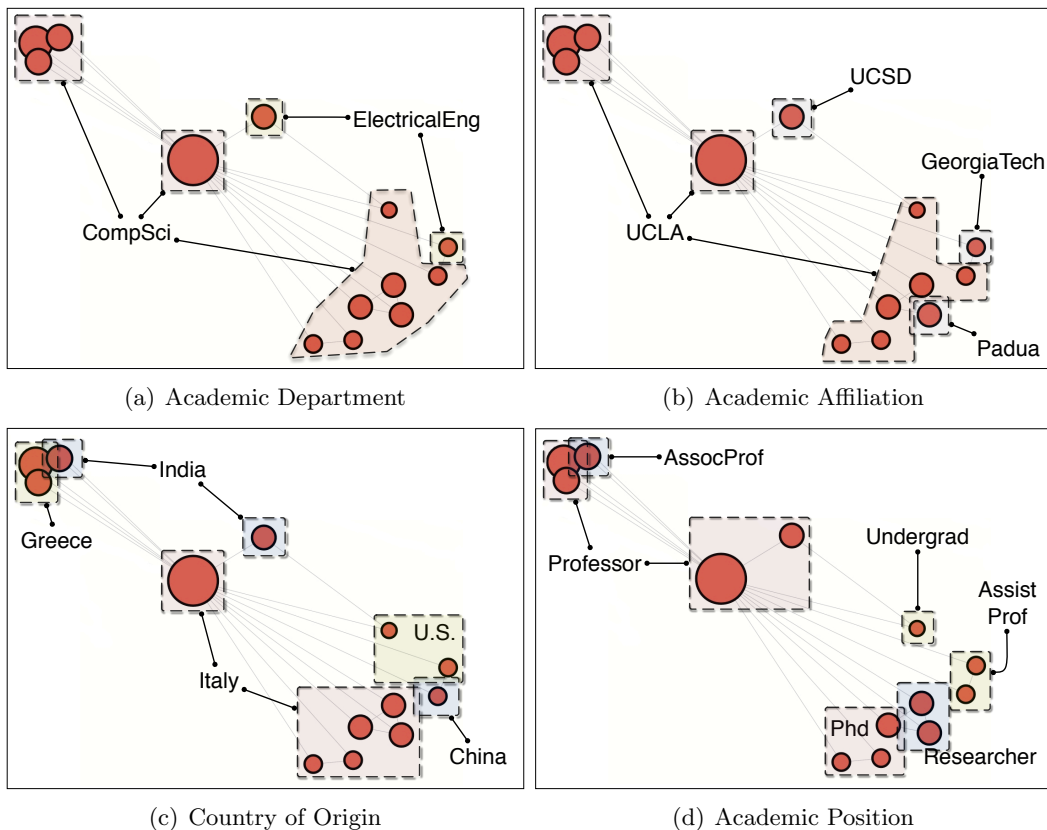 ElectricalEng
CompSci
(a) Academic Department
UCSD
GeorgiaTech
UCLA
Padua
(b) Academic Affiliation
India
Greece
U.S.
Italy
China
(c) Country of Origin
AssocProf
Undergrad
Professor
Assist
Prof
Phd
Researcher
(d) Academic Position